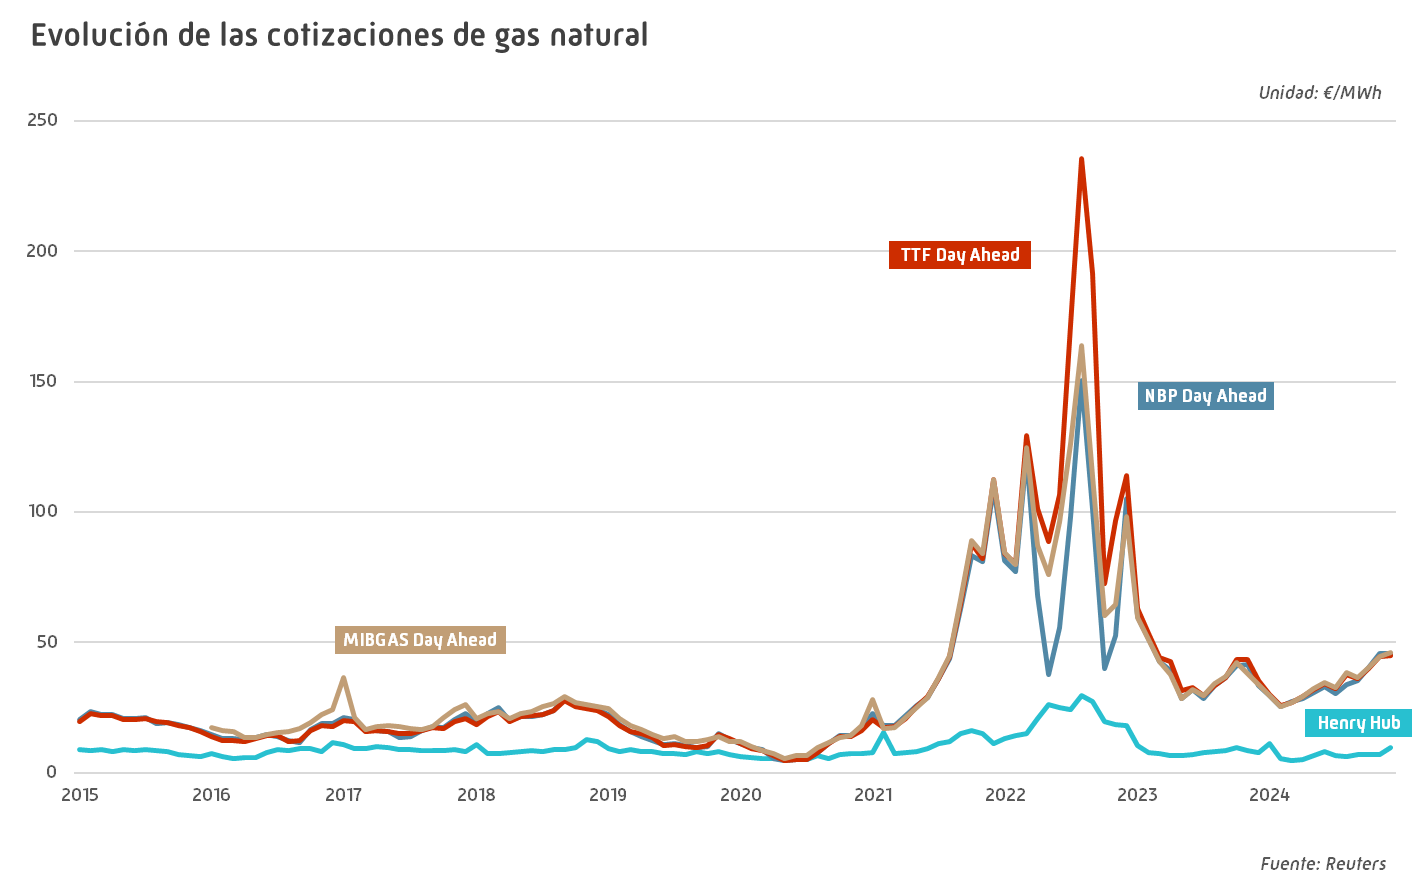 Evolución de las cotizaciones de gas natural
Unidad: €/MWh
250
200
TTF Day Ahead
150
NBP Day Ahead
100
50
MIBGAS Day Ahead
Henry Hub
0
2015 2016 2017 2018 2019 2020 2021 2022 2023 2024
Fuente: Reuters